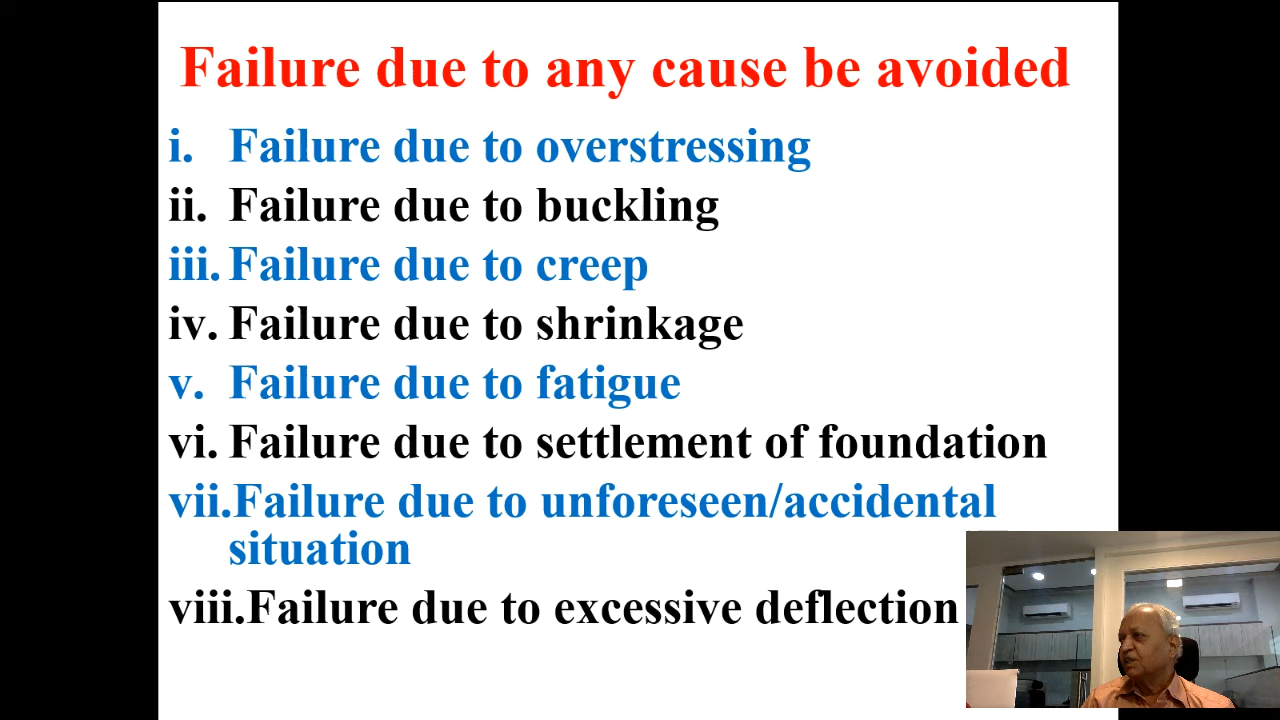 Failure due to any cause be avoided
i. Failure due to overstressing
ii. Failure due to buckling
iii. Failure due to creep
iv. Failure due to shrinkage
v. Failure due to fatigue
vi. Failure due to settlement of foundation
vii.Failure due to unforeseen/accidental
situation
viii.Failure due to excessive deflection